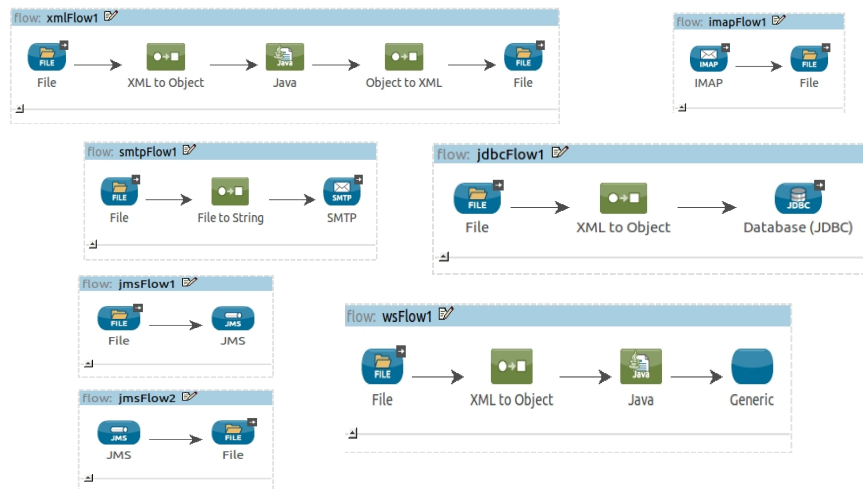 flow: xmlFlow1
FILE Java FILE
File XML to Object Java Object to XML File
flow: imapFlow1
IMAP FILE
IMAP File
flow: smtpFlow1
FILE SMTP
File File to String SMTP
flow: jdbcFlow1
FILE JDBC
File XML to Object Database (JDBC)
flow: jmsFlow1
FILE JMS
File JMS
flow: wsFlow1
FILE Java
File XML to Object Java Generic
flow: jmsFlow2
JMS FILE
JMS File